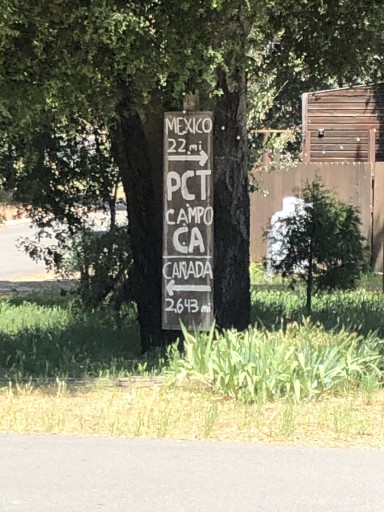 MEXICO
22 mi
PCT
CAMPO
CA
CAÑADA
2,643 mi